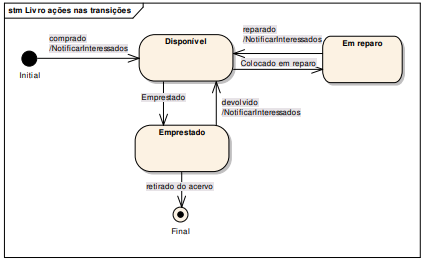 stm Livro ações nas transições
comprado
/NotificarInteressados
Initial
Disponível
reparado
/NotificarInteressados
Em reparo
Colocado em reparo
Emprestado
devolvido
/NotificarInteressados
Emprestado
retirado do acervo
Final